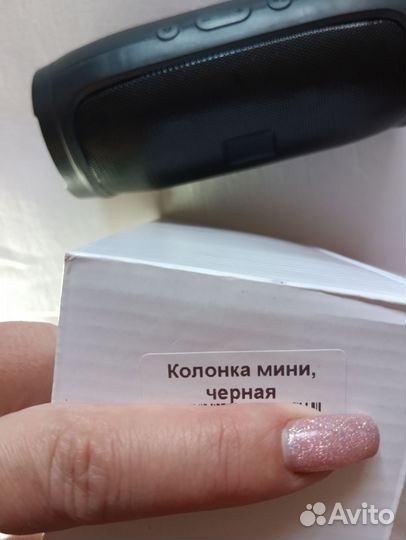 Колонка мини,
черная
Avito